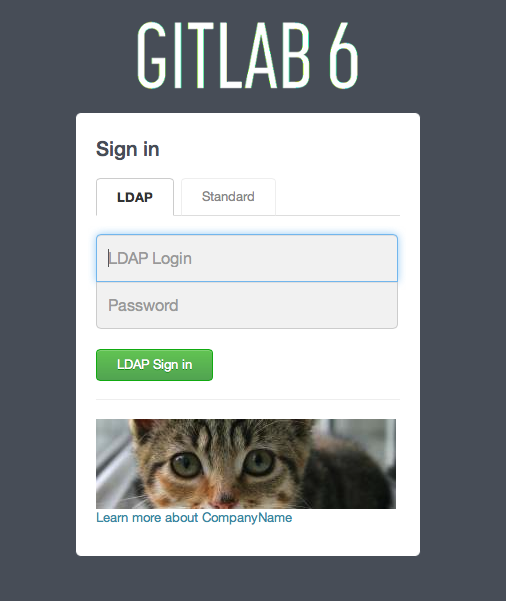 GITLAB 6
Sign in
LDAP Standard
LDAP Login
Password
LDAP Sign in
Learn more about CompanyName